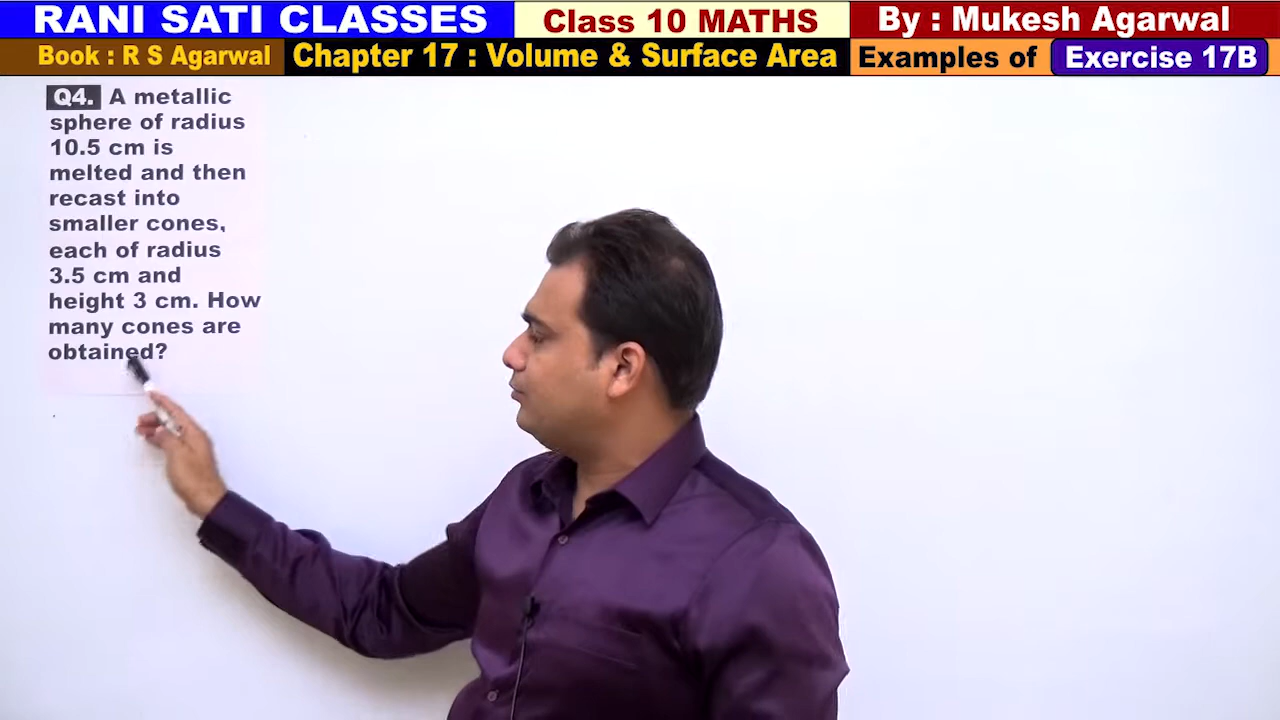 RANI SATI CLASSES
Class 10 MATHS
By : Mukesh Agarwal
Book : R S Agarwal
Chapter 17 : Volume & Surface Area
Examples of
Exercise 17B
Q4. A metallic
sphere of radius
10.5 cm is
melted and then
recast into
smaller cones,
each of radius
3.5 cm and
height 3 cm. How
many cones are
obtained?